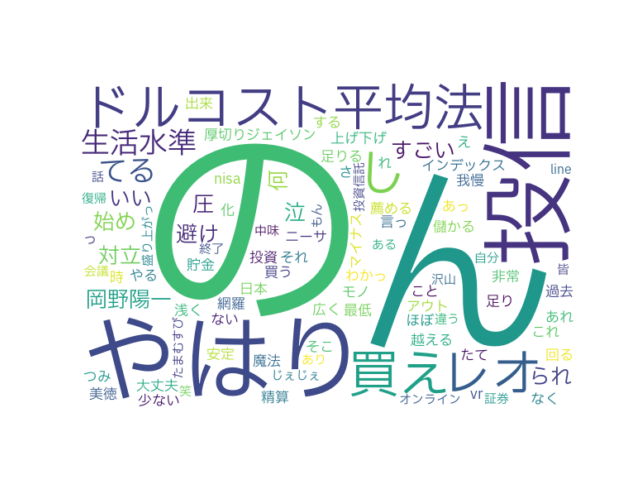 ドルコスト平均法
投信
のん
やはり
買え
レオ
生活水準
てる
いい
始め
対立
岡野陽一
圧
避け
泣
何
し
すごい
られ
出来
厚切りジェイソン
する
上げ下げ
足りる
さ
れ
え
インデックス
我慢
line
nisa
化
話
復帰
盛り上がっ
っ
会議
時
やる
終了
貯金
中味
ニーサ
もん
投資
それ
買う
マイナス
投資信託
薦める
言っ
わかっ
ある
あっ
儲かる
自分
皆
沢山
非常
過去
モノ
こと
アウト
足り
日本
浅く
網羅
ない
広く
最低
ほぼ
違う
越える
あれ
これ
たまむすび
安定
魔法
あり
そこ
じぇじぇ
たて
回る
つみ
大丈夫
笑
美徳
少ない
精算
オンライン
vr
証券
なく